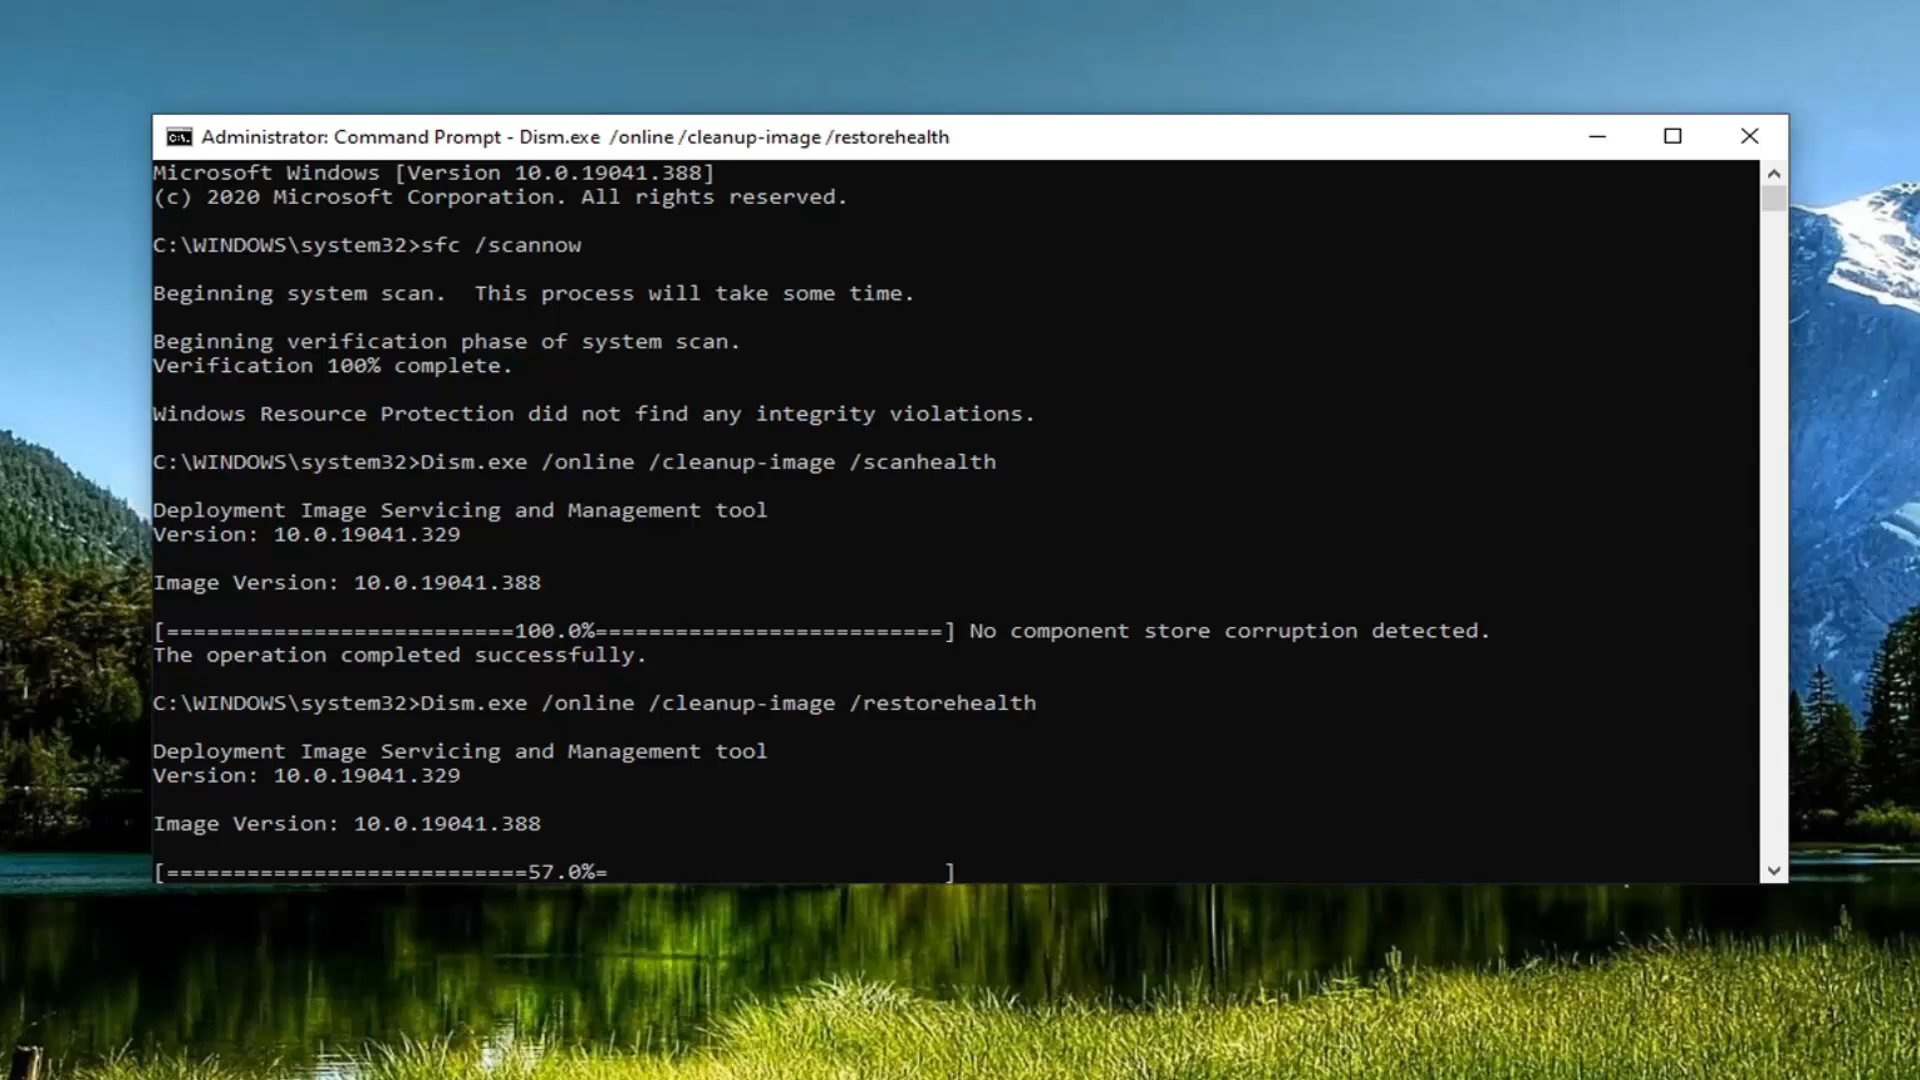 Administrator: Command Prompt - Dism.exe /online /cleanup-image /restorehealth
Microsoft Windows [Version 10.0.19041.388]
(c) 2020 Microsoft Corporation. All rights reserved.
C:\WINDOWS\system32>sfc /scannow
Beginning system scan.  This process will take some time.
Beginning verification phase of system scan.
Verification 100% complete.
Windows Resource Protection did not find any integrity violations.
C:\WINDOWS\system32>Dism.exe /online /cleanup-image /scanhealth
Deployment Image Servicing and Management tool
Version: 10.0.19041.329
Image Version: 10.0.19041.388
[==========================100.0%==========================] No component store corruption detected.
The operation completed successfully.
C:\WINDOWS\system32>Dism.exe /online /cleanup-image /restorehealth
Deployment Image Servicing and Management tool
Version: 10.0.19041.329
Image Version: 10.0.19041.388
[===========================57.0%=                         ]